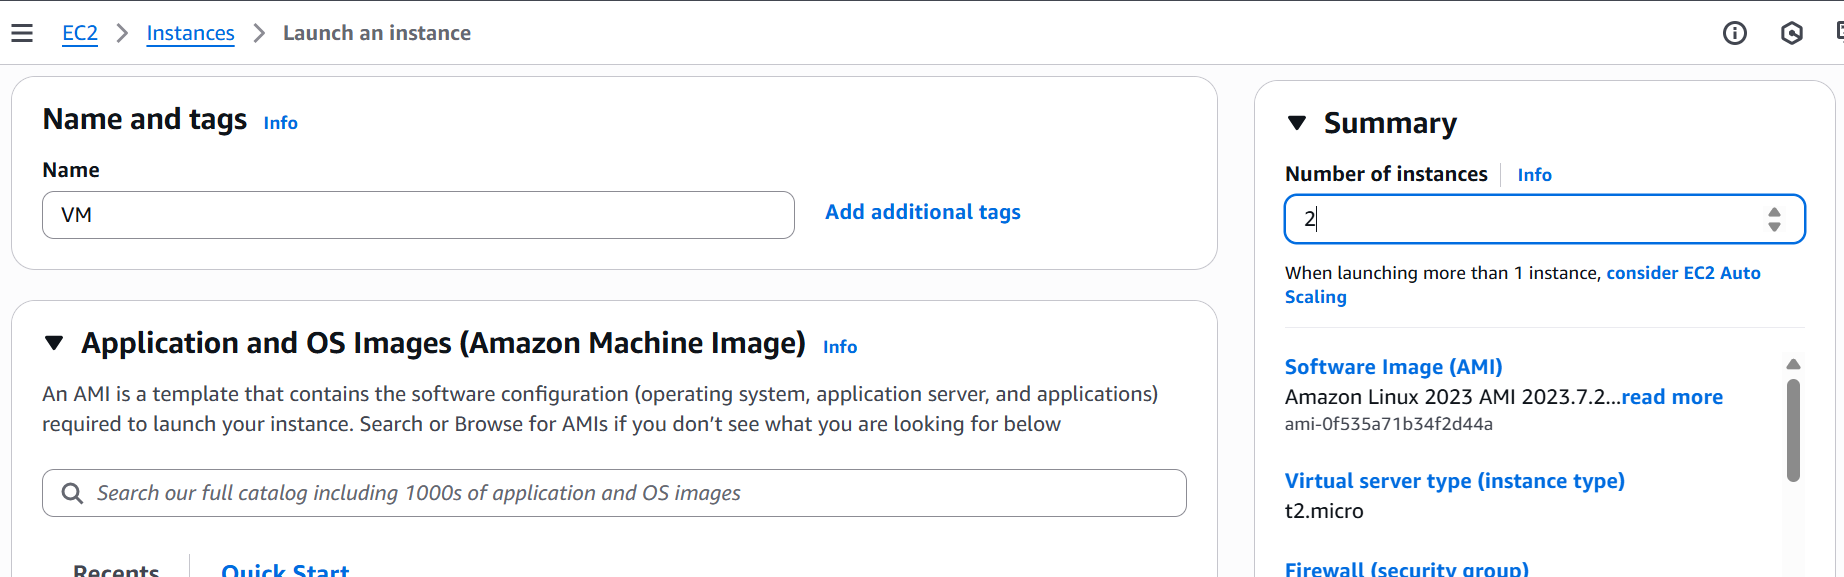 EC2 > Instances > Launch an instance
Name and tags Info
Name
VM
Add additional tags
Application and OS Images (Amazon Machine Image) Info
An AMI is a template that contains the software configuration (operating system, application server, and applications)
required to launch your instance. Search or Browse for AMIs if you don’t see what you are looking for below
Search our full catalog including 1000s of application and OS images
Recents
Quick Start
Summary
Number of instances Info
2
When launching more than 1 instance, consider EC2 Auto
Scaling
Software Image (AMI)
Amazon Linux 2023 AMI 2023.7.2...read more
ami-0f535a71b34f2d44a
Virtual server type (instance type)
t2.micro
Firewall (security group)